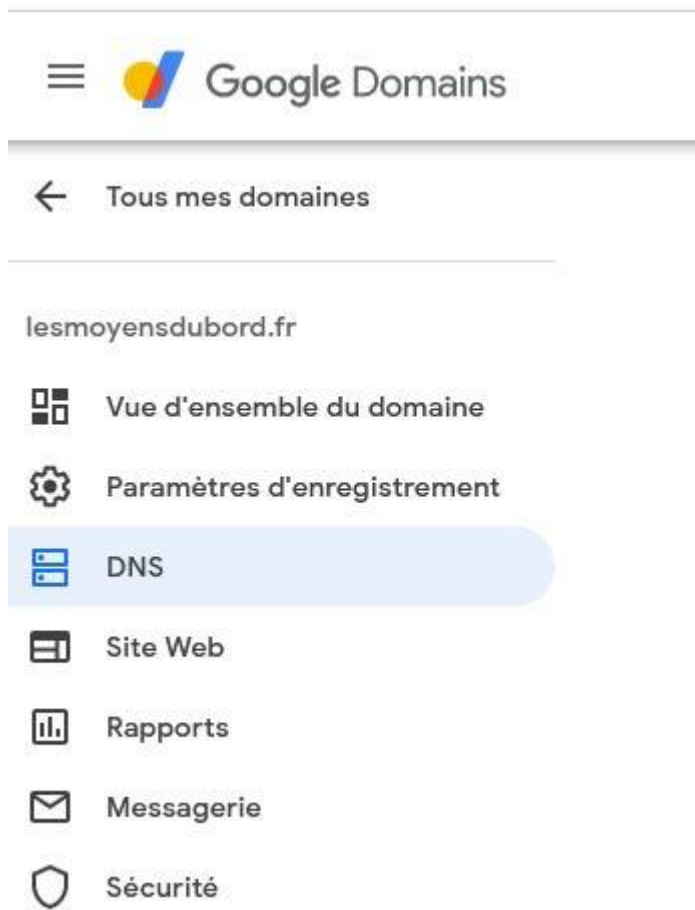 Google Domains
Tous mes domaines
lesmoyensdubord.fr
Vue d'ensemble du domaine
Paramètres d'enregistrement
DNS
Site Web
Rapports
Messagerie
Sécurité